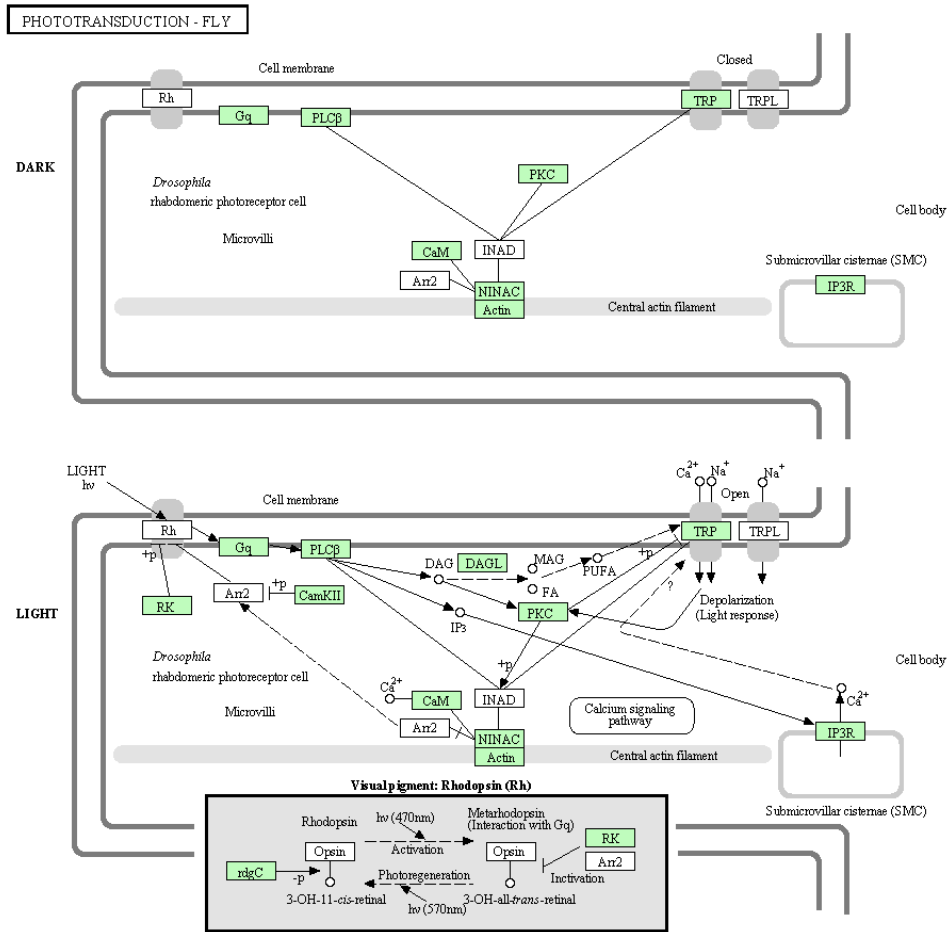 PHOTOTRANSDUCTION - FLY
Cell membrane
Closed
Rh
TRP
TRPL
Gq
PLCβ
DARK
PKC
Drosophila
rhabdomeric photoreceptor cell
Cell body
Microvilli
CaM
INAD
Submicrovillar cisternae (SMC)
Arr2
IP3R
NINAC
Actin
Central actin filament
LIGHT
hν
Ca2+
Na+
Na+
Open
Cell membrane
Rh
TRP
TRPL
+p
Gq
PLCβ
+p
DAG
DAGL
MAG
PUFA
FA
+p
Arr2
CamKII
?
RK
LIGHT
PKC
Depolarization
(Light response)
IP3
Drosophila
rhabdomeric photoreceptor cell
+p
Cell body
Ca2+
CaM
INAD
Ca2+
Microvilli
Calcium signaling
pathway
Arr2
IP3R
NINAC
Actin
Central actin filament
Visual pigment: Rhodopsin (Rh)
Submicrovillar cisternae (SMC)
hν (470nm)
Rhodopsin
Metarhodopsin
(Interaction with Gq)
RK
Opsin
Activation
Opsin
Arr2
rdgC
-p
Photoregeneration
Inctivation
3-OH-11-cis-retinal
3-OH-all-trans-retinal
hν (570nm)